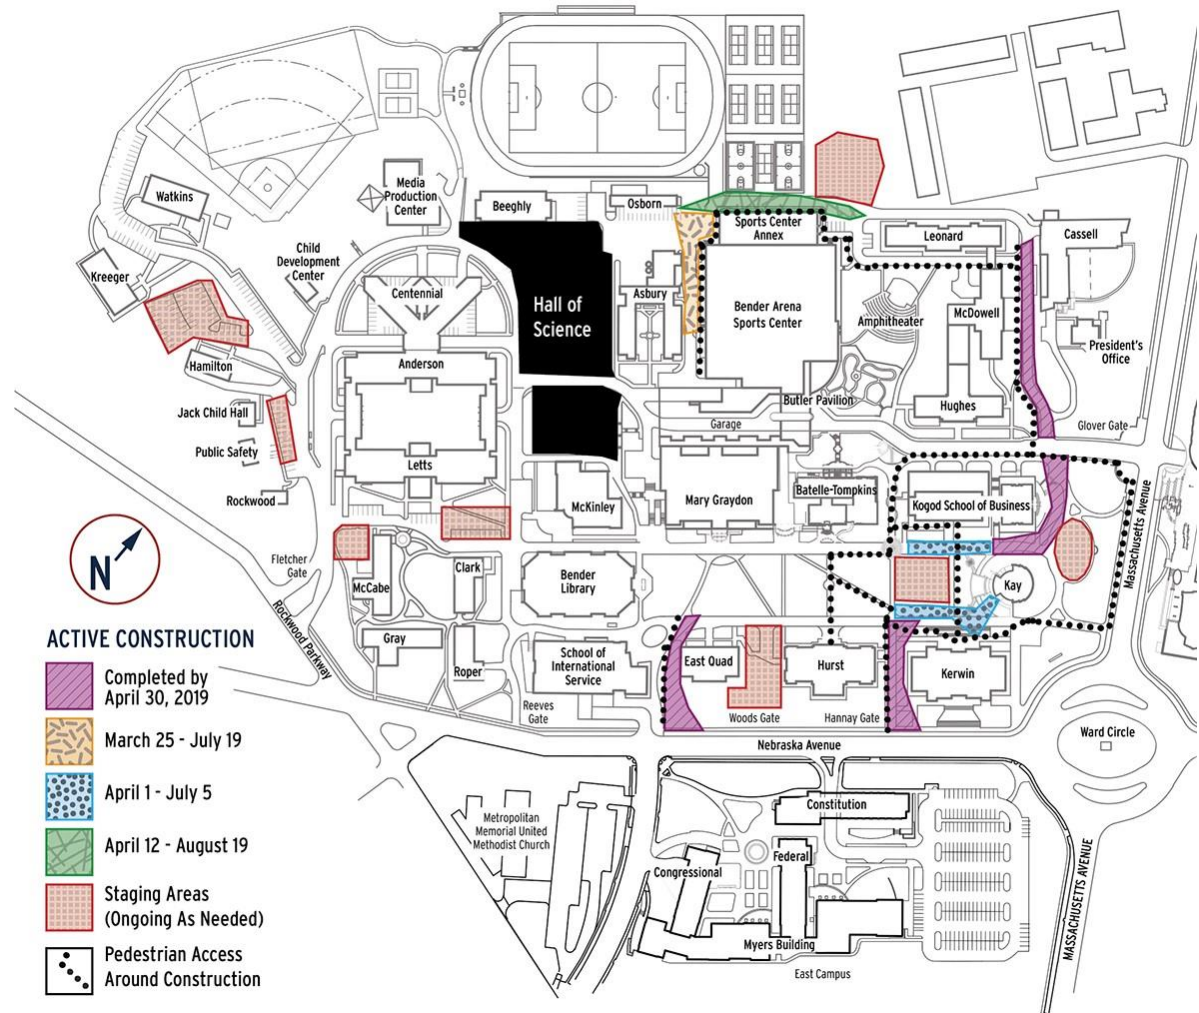 Watkins
Media
Production
Center
Beeghly
Osborn
Sports Center
Annex
Leonard
Cassell
Kreeger
Child
Development
Center
Centennial
Hall of
Science
Asbury
Bender Arena
Sports Center
Amphitheater
McDowell
President's
Office
Hamilton
Anderson
Butler Pavilion
Hughes
Jack Child Hall
Garage
Glover Gate
Public Safety
Letts
Rockwood
McKinley
Mary Graydon
Batelle-Tompkins
Kogod School of Business
Massachusetts Avenue
N
Fletcher
Gate
McCabe
Clark
Bender
Library
Kay
Rockwood Parkway
Gray
Roper
School of
International
Service
East Quad
Hurst
Kerwin
Reeves
Gate
Woods Gate
Hannay Gate
Nebraska Avenue
Ward Circle
ACTIVE CONSTRUCTION
Completed by
April 30, 2019
March 25 - July 19
April 1 - July 5
April 12 - August 19
Staging Areas
(Ongoing As Needed)
Pedestrian Access
Around Construction
Metropolitan
Memorial United
Methodist Church
Constitution
Federal
Congressional
Myers Building
East Campus
MASSACHUSETTS AVENUE